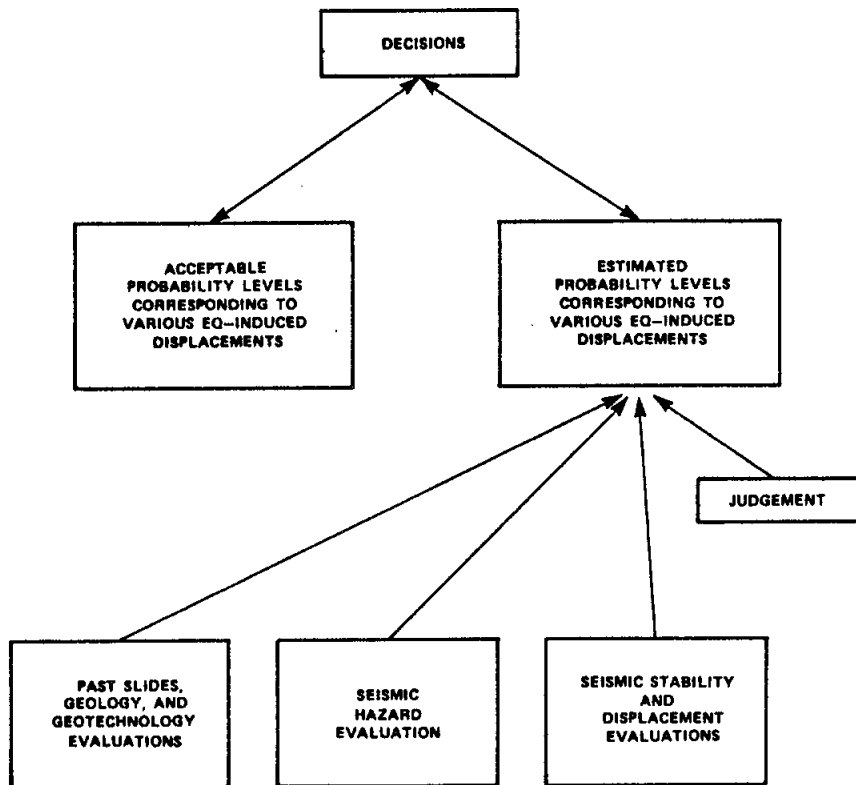 DECISIONS
ACCEPTABLE
PROBABILITY LEVELS
CORRESPONDING TO
VARIOUS EQ-INDUCED
DISPLACEMENTS
ESTIMATED
PROBABILITY LEVELS
CORRESPONDING TO
VARIOUS EQ-INDUCED
DISPLACEMENTS
JUDGEMENT
PAST SLIDES,
GEOLOGY, AND
GEOTECHNOLOGY
EVALUATIONS
SEISMIC
HAZARD
EVALUATION
SEISMIC STABILITY
AND
DISPLACEMENT
EVALUATIONS